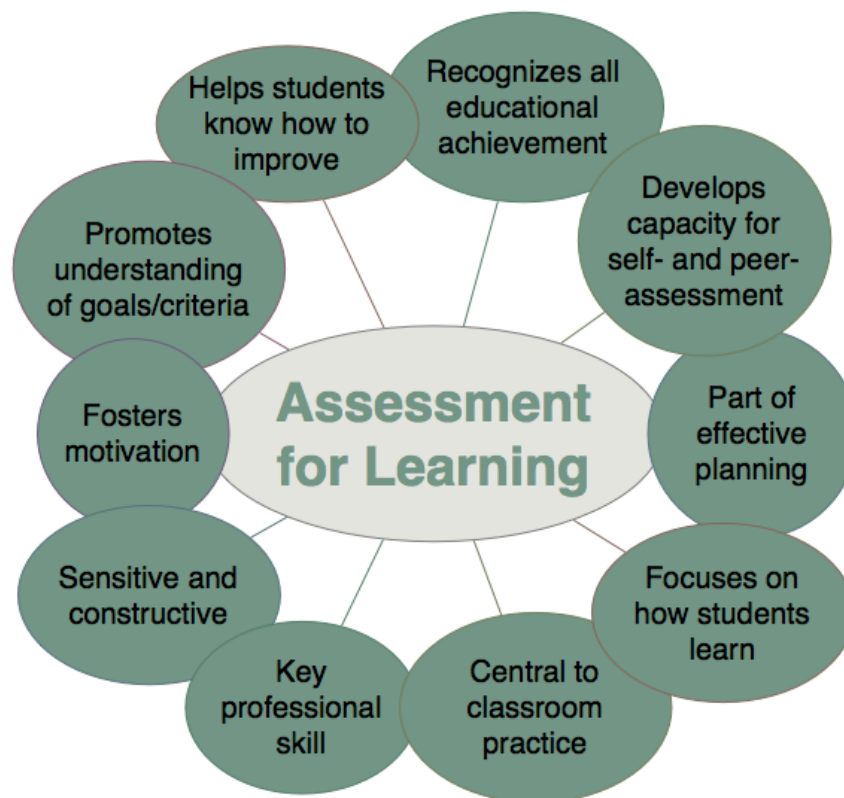 Assessment
for Learning
Recognizes all
educational
achievement
Develops
capacity for
self- and peer-
assessment
Part of
effective
planning
Focuses on
how students
learn
Central to
classroom
practice
Key
professional
skill
Sensitive and
constructive
Fosters
motivation
Promotes
understanding
of goals/criteria
Helps students
know how to
improve